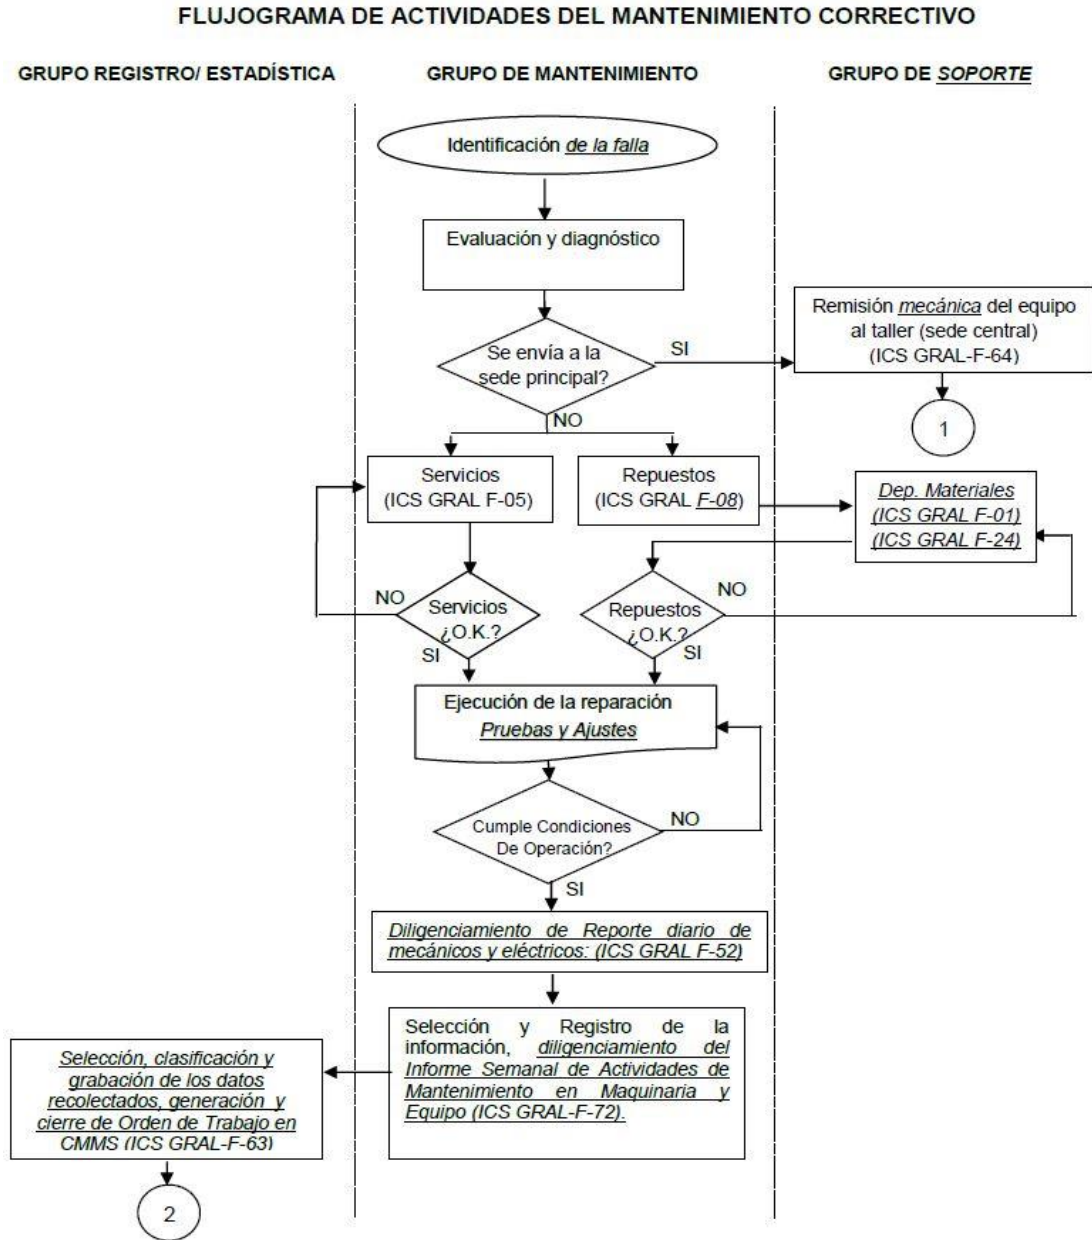 FLUJOGRAMA DE ACTIVIDADES DEL MANTENIMIENTO CORRECTIVO
GRUPO REGISTRO/ ESTADÍSTICA
GRUPO DE MANTENIMIENTO
GRUPO DE SOPORTE
Identificación de la falla
Evaluación y diagnóstico
Remisión mecánica del equipo
al taller (sede central)
(ICS GRAL-F-64)
Se envía a la
sede principal?
SI
NO
1
Servicios
(ICS GRAL F-05)
Repuestos
(ICS GRAL F-08)
Dep. Materiales
(ICS GRAL F-01)
(ICS GRAL F-24)
NO
Servicios
¿O.K.?
SI
Repuestos
¿O.K.?
NO
SI
Ejecución de la reparación
Pruebas y Ajustes
Cumple Condiciones
De Operación?
NO
SI
Diligenciamiento de Reporte diario de
mecánicos y eléctricos: (ICS GRAL F-52)
Selección y Registro de la
información, diligenciamiento del
Informe Semanal de Actividades de
Mantenimiento en Maquinaria y
Equipo (ICS GRAL-F-72).
Selección, clasificación y
grabación de los datos
recolectados, generación y
cierre de Orden de Trabajo en
CMMS (ICS GRAL-F-63)
2